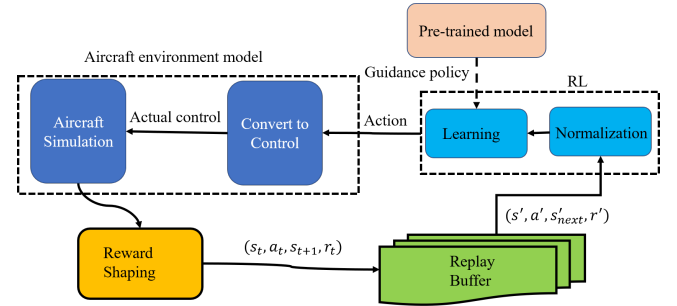 Pre-trained model
Aircraft environment model
Guidance policy
RL
Aircraft
Simulation
Actual control
Convert to
Control
Action
Learning
Normalization
(s', a', s'_{next}, r')
Reward
Shaping
(s_t, a_t, s_{t+1}, r_t)
Replay
Buffer